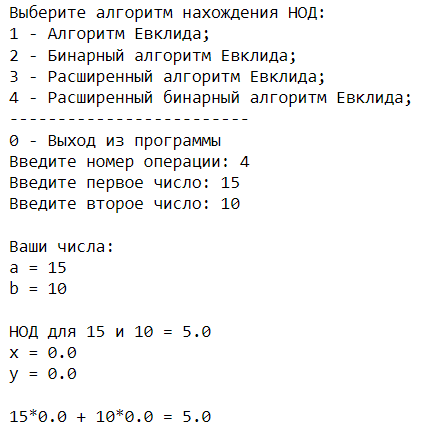 Выберите алгоритм нахождения НОД:
1 - Алгоритм Евклида;
2 - Бинарный алгоритм Евклида;
3 - Расширенный алгоритм Евклида;
4 - Расширенный бинарный алгоритм Евклида;
-------------------------
0 - Выход из программы
Введите номер операции: 4
Введите первое число: 15
Введите второе число: 10
Ваши числа:
a = 15
b = 10
НОД для 15 и 10 = 5.0
x = 0.0
y = 0.0
15*0.0 + 10*0.0 = 5.0